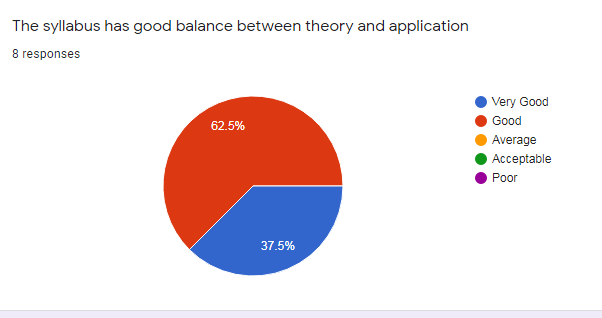 The syllabus has good balance between theory and application
8 responses
Very Good
62.5%
Good
Average
Acceptable
Poor
37.5%